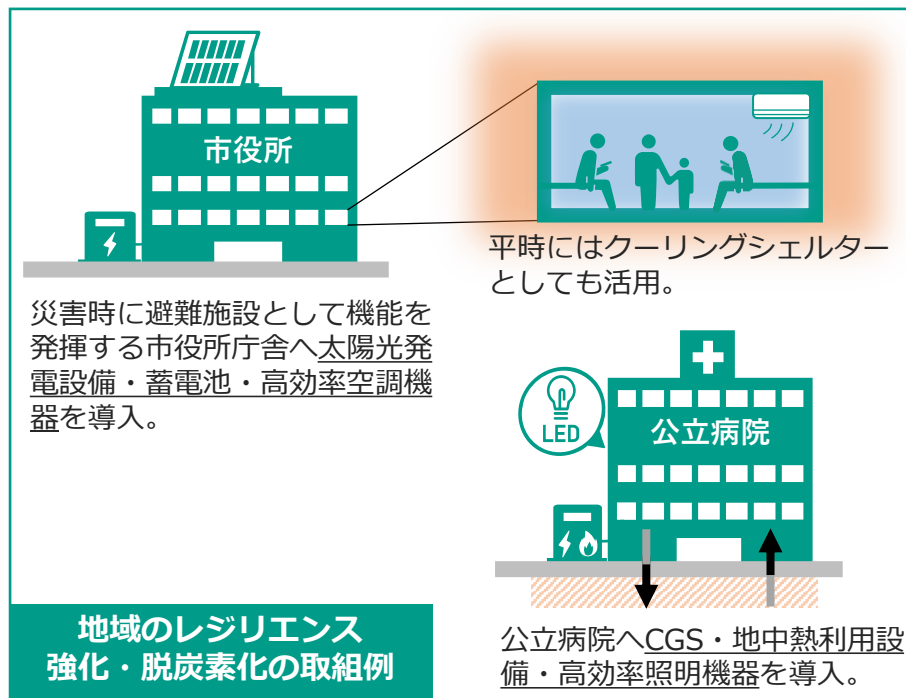 市役所
平時にはクーリングシェルター
としても活用。
災害時に避難施設として機能を
発揮する市役所庁舎へ太陽光発
電設備・蓄電池・高効率空調機
器を導入。
LED
公立病院
公立病院へCGS・地中熱利用設
備・高効率照明機器を導入。
地域のレジリエンス
強化・脱炭素化の取組例